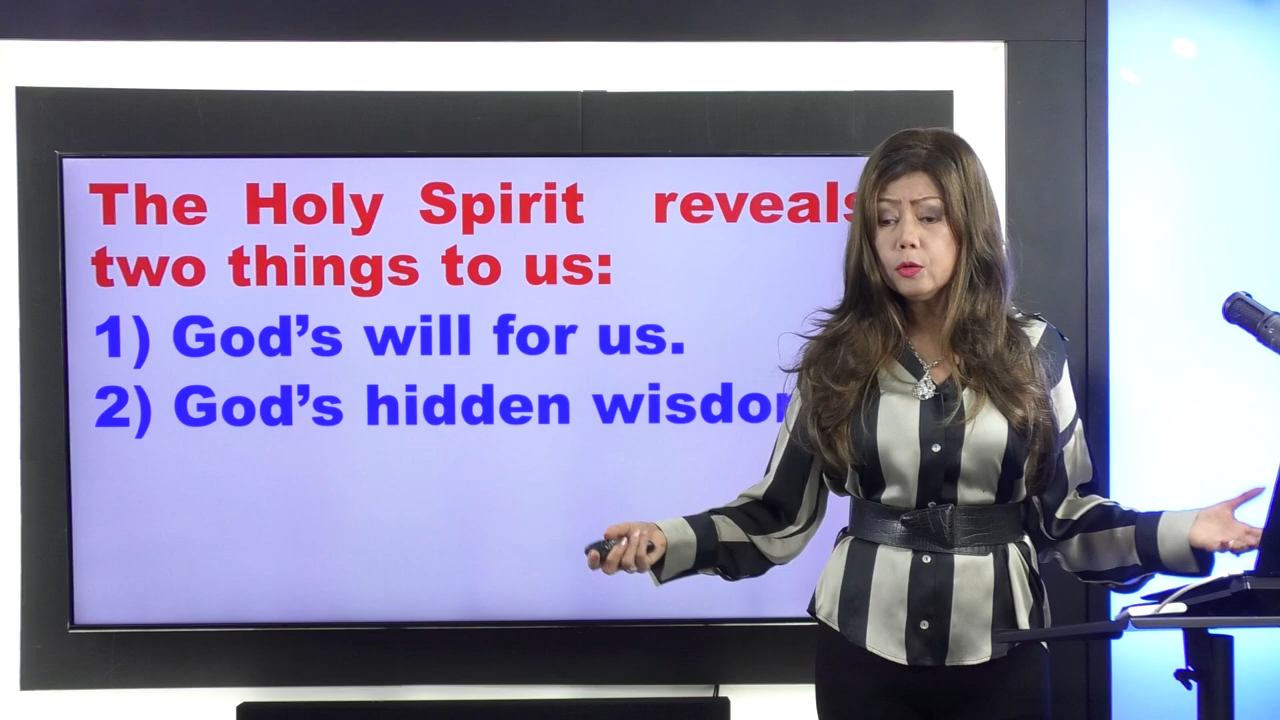 The Holy Spirit reveals
two things to us:
1) God’s will for us.
2) God’s hidden